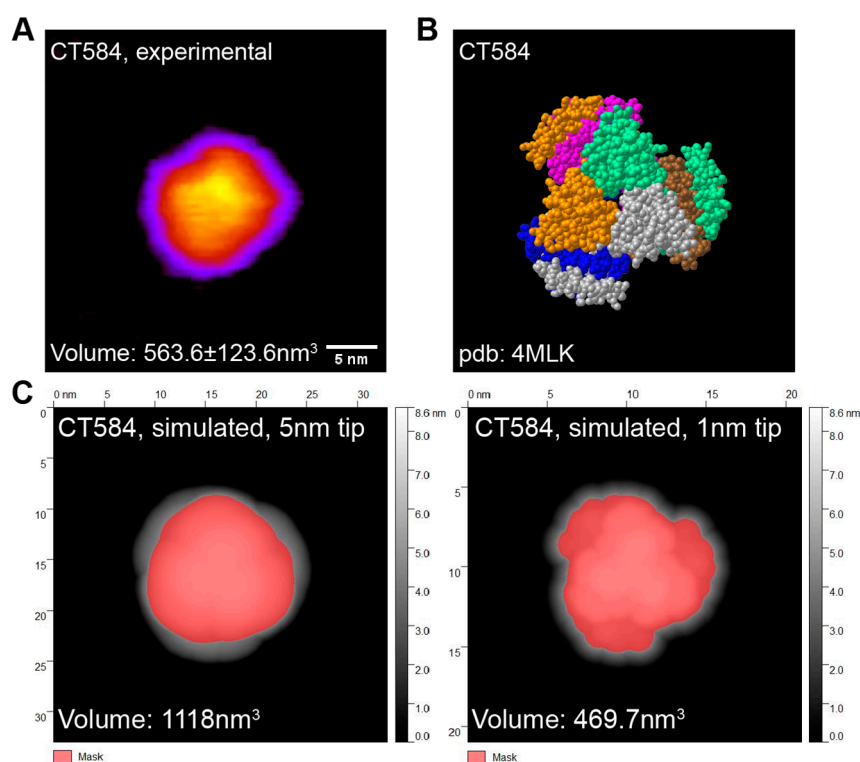 A
CT584, experimental
Volume: 563.6±123.6nm³
5 nm
B
CT584
pdb: 4MLK
C
0 nm 5 10 15 20 25 30
0
5
10
15
20
25
30
CT584, simulated, 5nm tip
Volume: 1118nm³
8.6 nm
8.0
7.0
6.0
5.0
4.0
3.0
2.0
1.0
0.0
Mask
0 nm 5 10 15 20
0
5
10
15
20
CT584, simulated, 1nm tip
Volume: 469.7nm³
8.6 nm
8.0
7.0
6.0
5.0
4.0
3.0
2.0
1.0
0.0
Mask